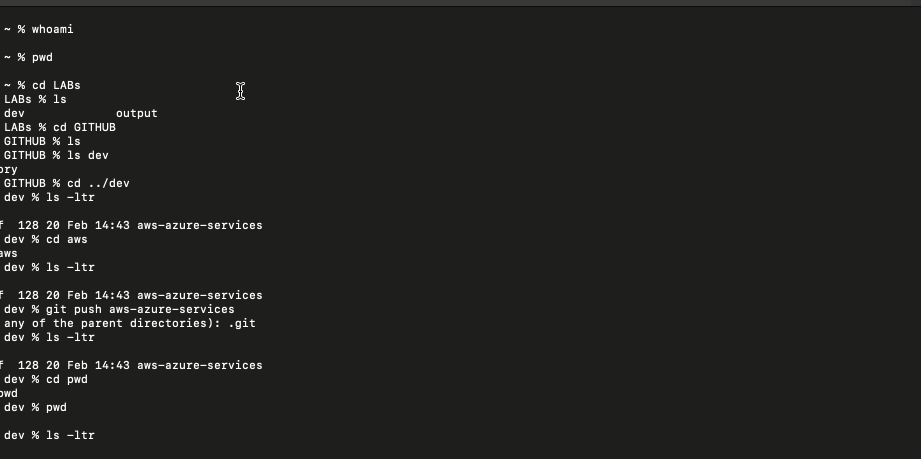 ~ % whoami
~ % pwd
~ % cd LABs
LABs % ls
dev output
LABs % cd GITHUB
GITHUB % ls
GITHUB % ls dev
ory
GITHUB % cd ../dev
dev % ls -ltr
f 128 20 Feb 14:43 aws-azure-services
dev % cd aws
aws
dev % ls -ltr
f 128 20 Feb 14:43 aws-azure-services
dev % git push aws-azure-services
any of the parent directories): .git
dev % ls -ltr
f 128 20 Feb 14:43 aws-azure-services
dev % cd pwd
pwd
dev % pwd
dev % ls -ltr